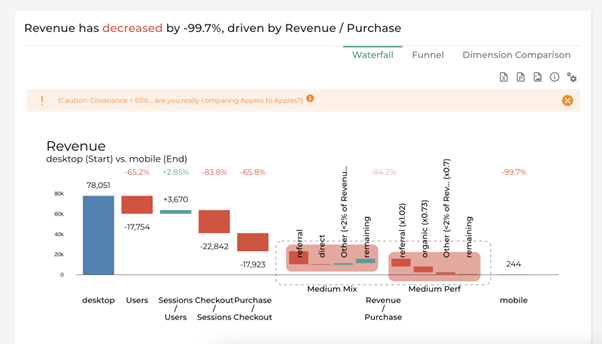 Revenue has decreased by -99.7%, driven by Revenue / Purchase
Waterfall Funnel Dimension Comparison
! (Caution: Covariance = 65%... are you really comparing Apples to Apples?)
Revenue
desktop (Start) vs. mobile (End)
-65.2% +2.85% -83.8% -65.8% -84.2% -99.7%
80k
60k
40k
20k
0
78,051
-17,754
+3,670
-22,842
-17,923
referral
direct
Other (<2% of Revenu...
remaining
referral (x1.02)
organic (x0.73)
Other (<2% of Rev... (x0.7)
remaining
244
Medium Mix
Medium Perf
desktop
Users
Sessions
/
Users
Checkout
/
Sessions
Purchase
/
Checkout
Revenue
/
Purchase
mobile